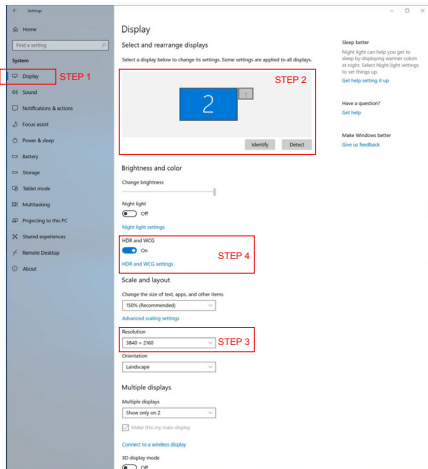 Settings
Home
Find a setting
System
Display
STEP 1
Sound
Notifications & actions
Focus assist
Power & sleep
Battery
Storage
Tablet mode
Multitasking
Projecting to this PC
Shared experiences
Remote Desktop
About
Display
Select and rearrange displays
Select a display below to change its settings. Some settings are applied to all displays.
STEP 2
2
1
Identify
Detect
Brightness and color
Change brightness
Night light
Off
Night light settings
HDR and WCG
On
STEP 4
HDR and WCG settings
Scale and layout
Change the size of text, apps, and other items
150% (Recommended)
Advanced scaling settings
Resolution
3840 × 2160
STEP 3
Orientation
Landscape
Multiple displays
Multiple displays
Show only on 2
Make this my main display
Connect to a wireless display
3D display mode
Off
Sleep better
Night light can help you get to
sleep by displaying warmer colors
at night. Select Night light settings
to set things up.
Get help setting it up
Have a question?
Get help
Make Windows better
Give us feedback